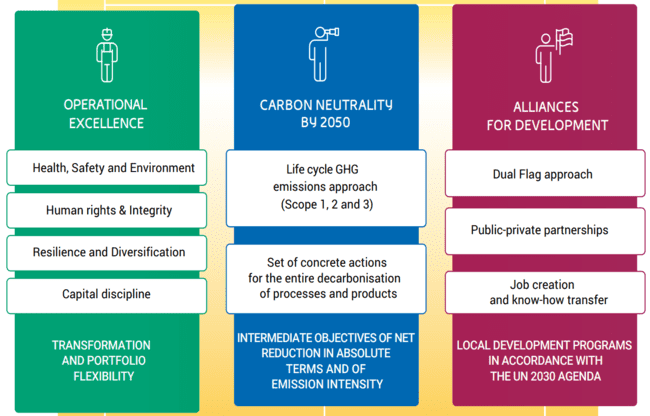 OPERATIONAL
EXCELLENCE
Health, Safety and Environment
Human rights & Integrity
Resilience and Diversification
Capital discipline
TRANSFORMATION
AND PORTFOLIO
FLEXIBILITY
CARBON NEUTRALITY
BY 2050
Life cycle GHG
emissions approach
(Scope 1, 2 and 3)
Set of concrete actions
for the entire decarbonisation
of processes and products
INTERMEDIATE OBJECTIVES OF NET
REDUCTION IN ABSOLUTE
TERMS AND OF
EMISSION INTENSITY
ALLIANCES
FOR DEVELOPMENT
Dual Flag approach
Public-private partnerships
Job creation
and know-how transfer
LOCAL DEVELOPMENT PROGRAMS
IN ACCORDANCE WITH
THE UN 2030 AGENDA